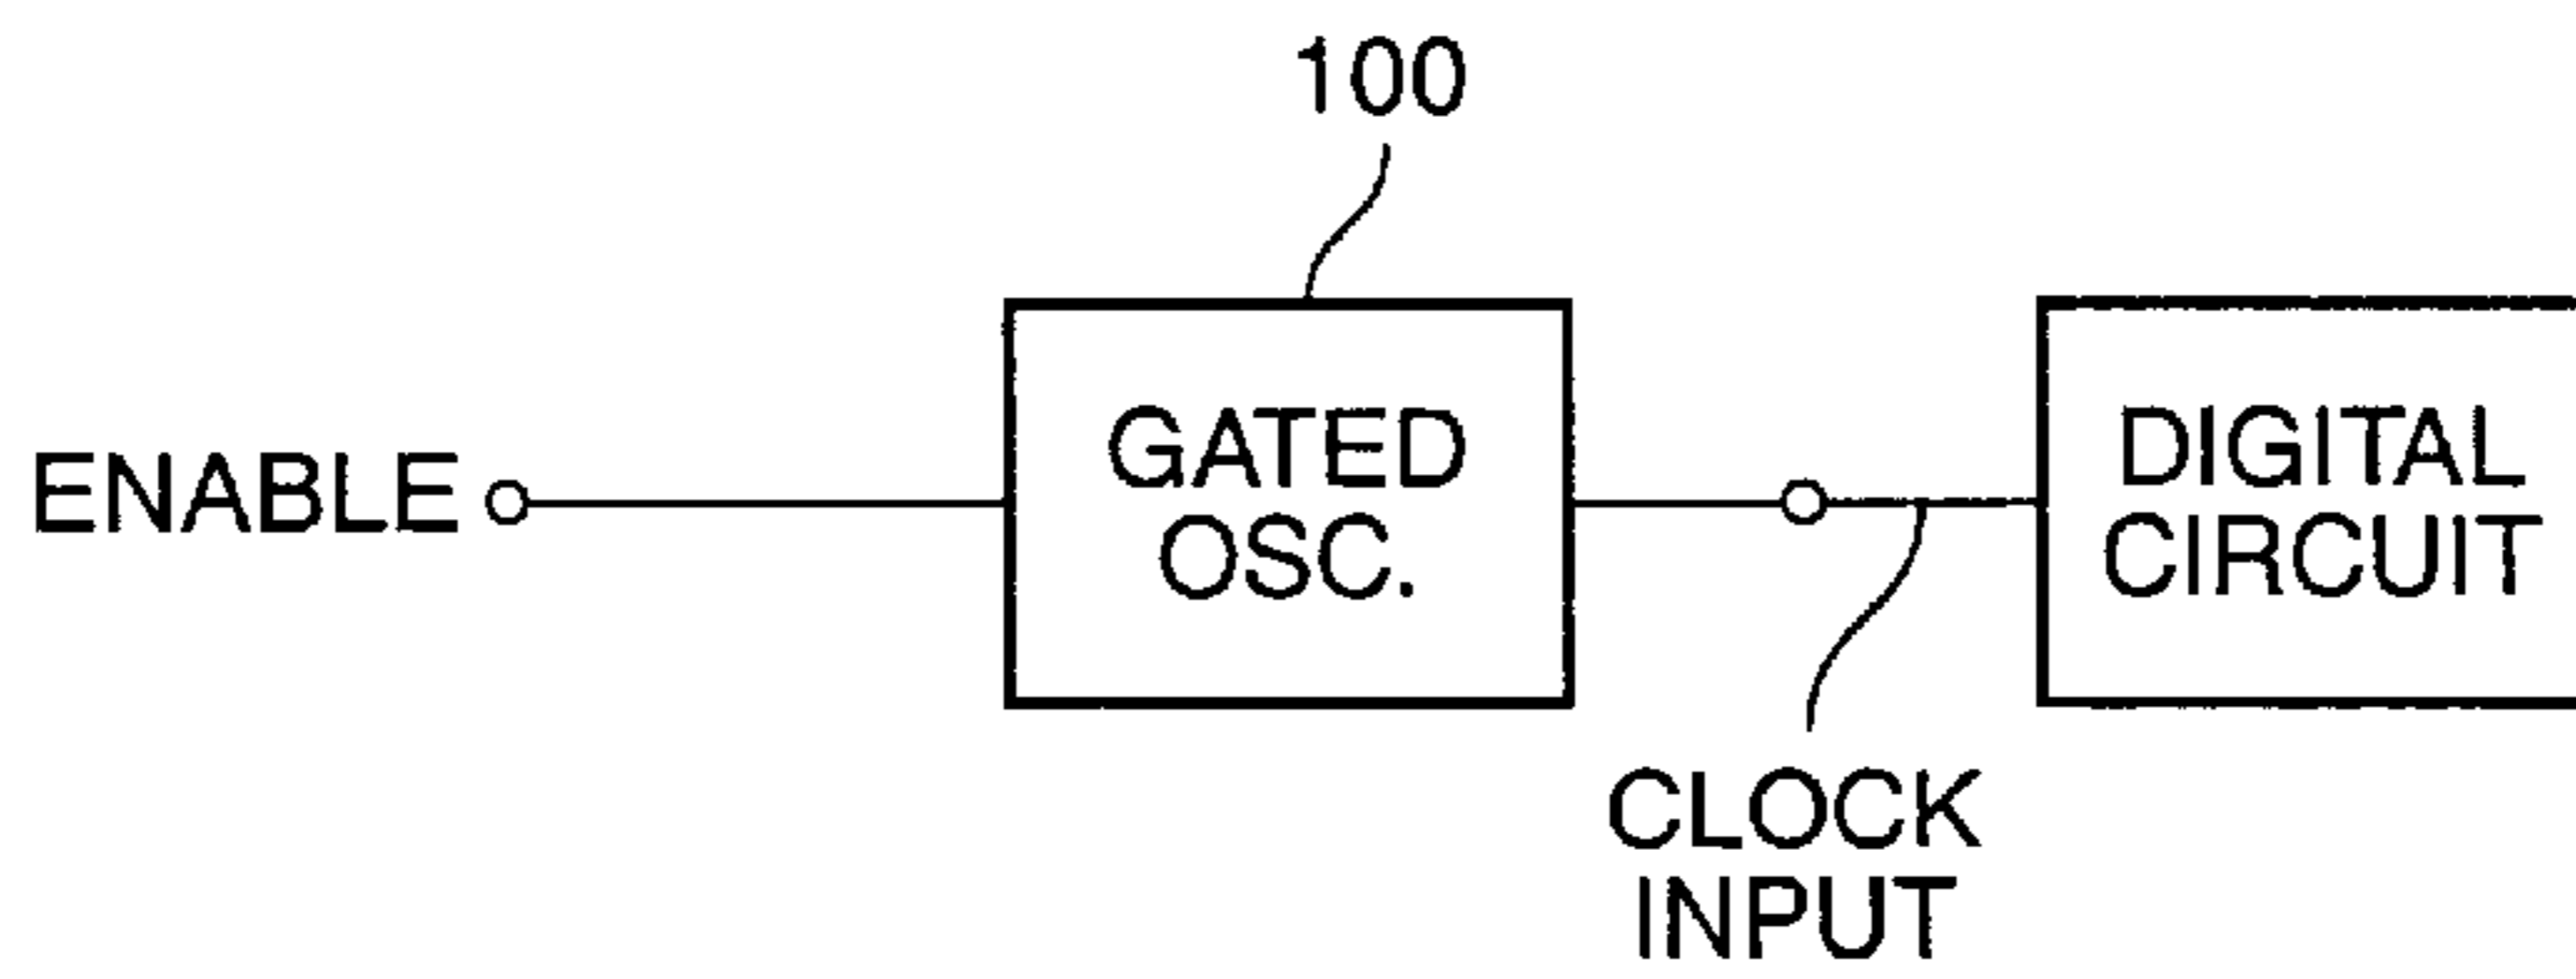 100
ENABLE
GATED
OSC.
DIGITAL
CIRCUIT
CLOCK
INPUT